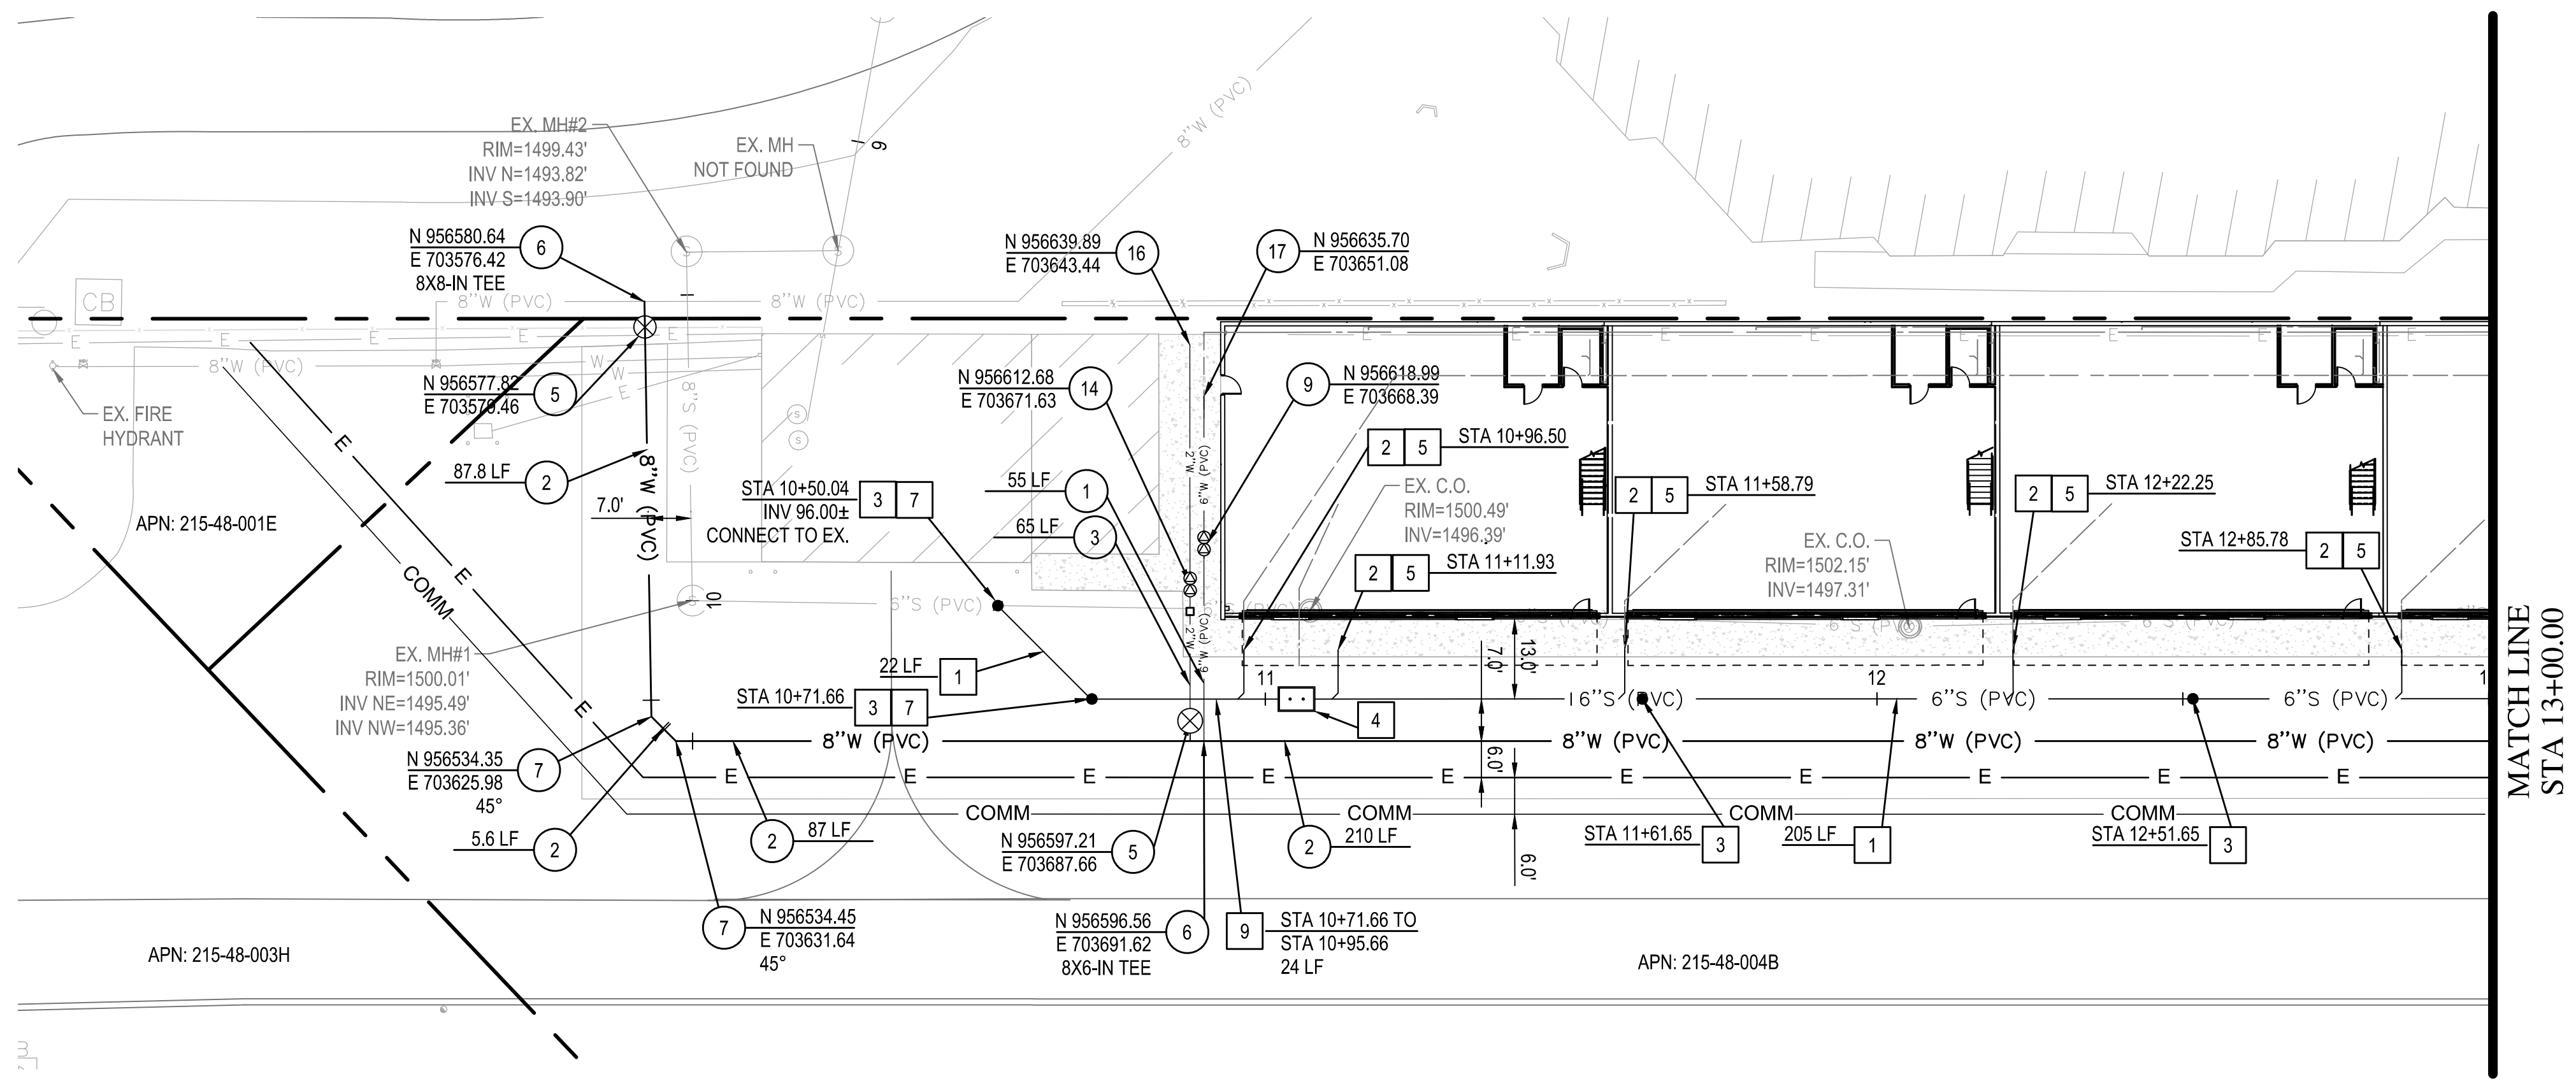 EX. MH#2
RIM=1499.43'
INV N=1493.82'
INV S=1493.90'
EX. MH
NOT FOUND
9
8"W (PVC)
N 956580.64
E 703576.42
8X8-IN TEE
6
N 956639.89
E 703643.44
16
17
N 956635.70
E 703651.08
S
S
CB
8"W (PVC)
8"W (PVC)
E
E
E
E
E
E
E
E
E
E
E
E
8"W (PVC)
W
W
E
E
N 956577.82
E 703579.46
5
EX. FIRE
HYDRANT
N 956612.68
E 703671.63
14
9
N 956618.99
E 703668.39
8"S (PVC)
S
S
E
87.8 LF
2
8"W (PVC)
7.0'
APN: 215-48-001E
STA 10+50.04
INV 96.00±
CONNECT TO EX.
3 7
55 LF
1
65 LF
3
2"W
6"W (PVC)
2 5
STA 10+96.50
EX. C.O.
RIM=1500.49'
INV=1496.39'
2 5
STA 11+11.93
2 5
STA 11+58.79
EX. C.O.
RIM=1502.15'
INV=1497.31'
2 5
STA 12+22.25
STA 12+85.78
2 5
E
COMM
S
10
6"S (PVC)
2"W
6"W (PVC)
6"S (PVC)
EX. MH#1
RIM=1500.01'
INV NE=1495.49'
INV NW=1495.36'
22 LF
1
STA 10+71.66
3 7
11
4
7.0'
13.0'
6"S (PVC)
12
6"S (PVC)
6"S (PVC)
1
E
N 956534.35
E 703625.98
45°
7
8"W (PVC)
8"W (PVC)
8"W (PVC)
8"W (PVC)
6.0'
E
E
E
E
E
E
E
E
E
E
COMM
COMM
COMM
COMM
5.6 LF
2
2
87 LF
N 956597.21
E 703687.66
5
2
210 LF
6.0'
STA 11+61.65
3
205 LF
1
STA 12+51.65
3
7
N 956534.45
E 703631.64
45°
N 956596.56
E 703691.62
8X6-IN TEE
6
9
STA 10+71.66 TO
STA 10+95.66
24 LF
APN: 215-48-003H
APN: 215-48-004B
MATCH LINE
STA 13+00.00